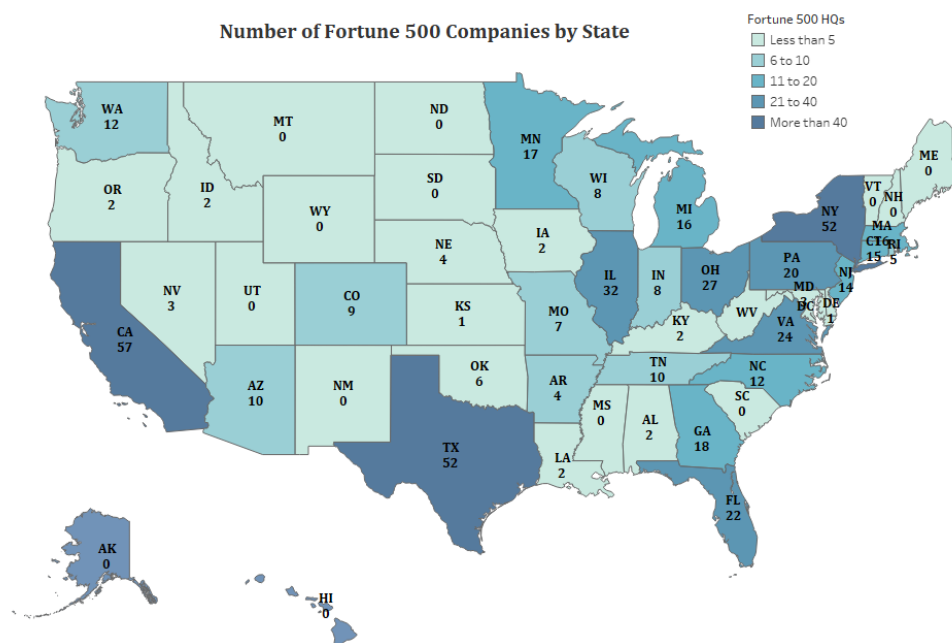 Number of Fortune 500 Companies by State
Fortune 500 HQs
Less than 5
6 to 10
11 to 20
21 to 40
More than 40
WA
12
MT
0
ND
0
MN
17
ME
0
OR
2
ID
2
SD
0
WI
8
VT
0
NH
0
WY
0
MI
16
NY
52
MA
16
CT
15
RI
5
IA
2
NE
4
PA
20
IL
32
IN
8
OH
27
NJ
14
NV
3
UT
0
CO
9
MD
3
DC
DE
1
CA
57
KS
1
MO
7
WV
KY
2
VA
24
AZ
10
NM
0
OK
6
AR
4
TN
10
NC
12
MS
0
AL
2
SC
0
GA
18
TX
52
LA
2
FL
22
AK
0
HI
0